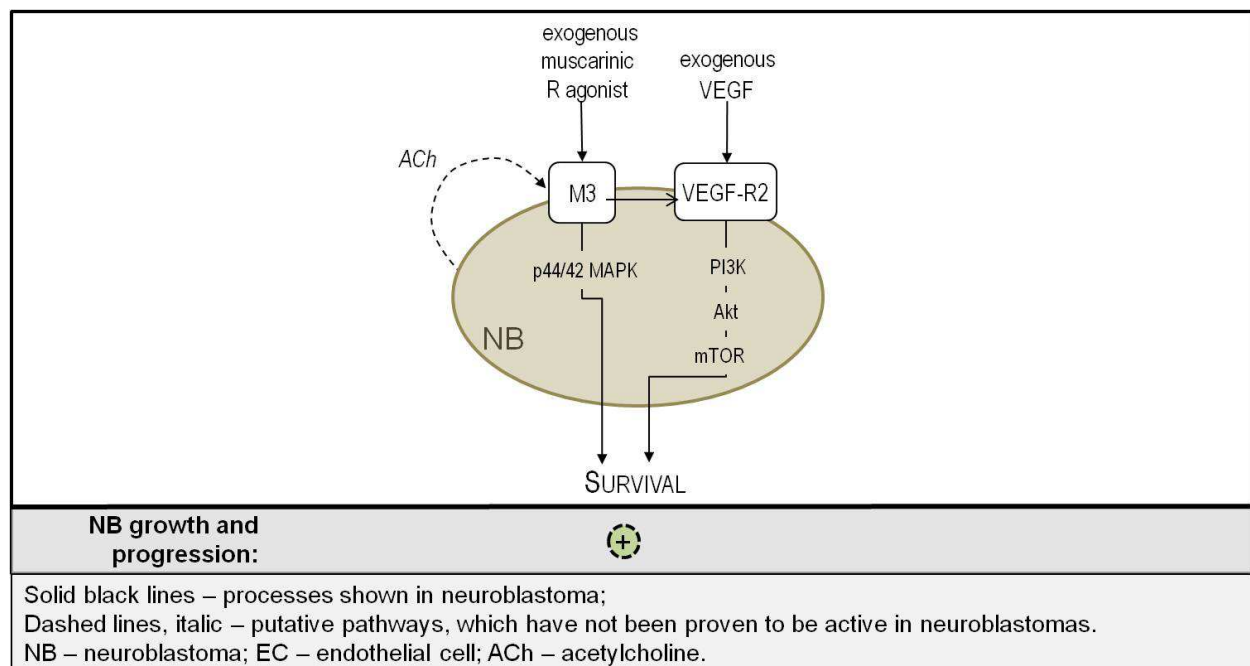 exogenous
muscarinic
R agonist
exogenous
VEGF
ACh
M3
VEGF-R2
p44/42 MAPK
PI3K
Akt
mTOR
NB
SURVIVAL
NB growth and
progression:
+
Solid black lines – processes shown in neuroblastoma;
Dashed lines, italic – putative pathways, which have not been proven to be active in neuroblastomas.
NB – neuroblastoma; EC – endothelial cell; ACh – acetylcholine.